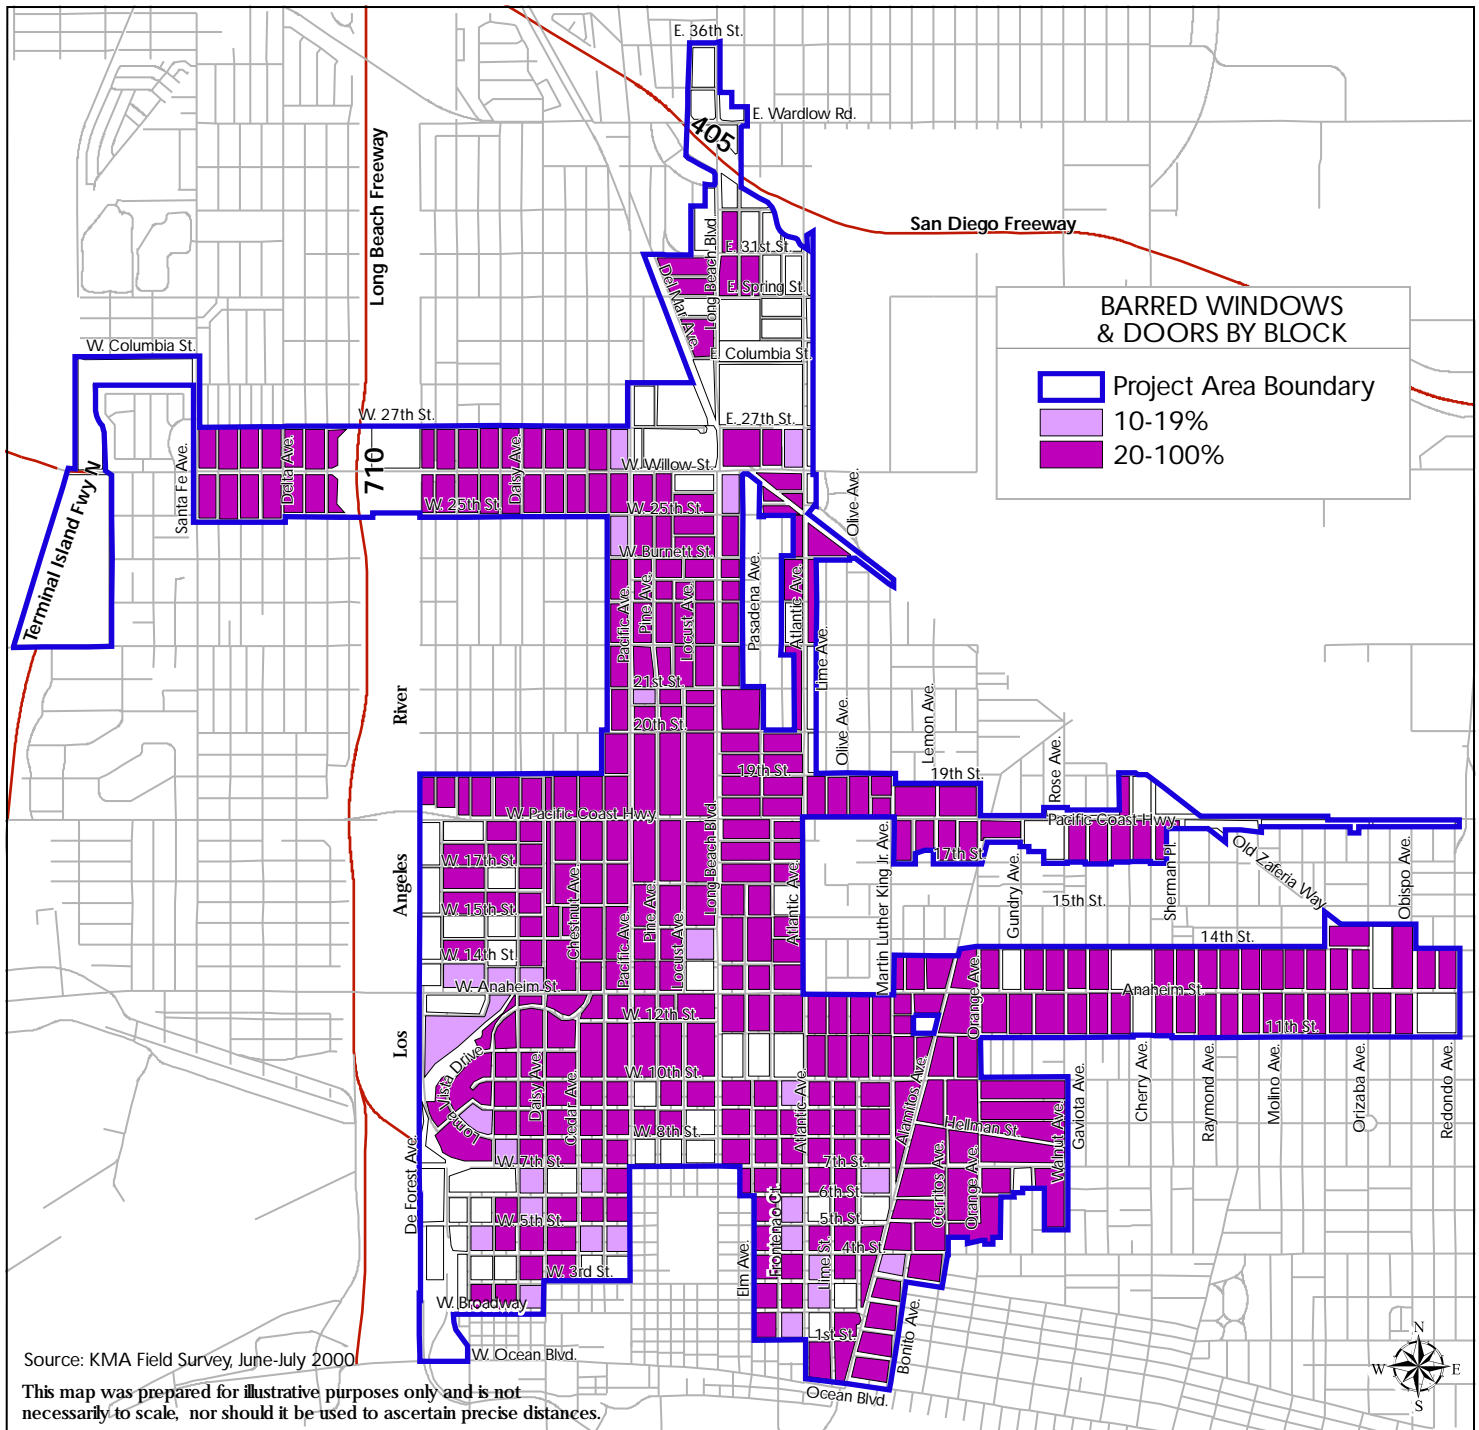 E. 36th St.
E. Wardlow Rd.
405
San Diego Freeway
Long Beach Freeway
Long Beach Blvd
E. 31st St.
Del Mar Ave.
E. Spring St.
BARRED WINDOWS
& DOORS BY BLOCK
Project Area Boundary
10-19%
20-100%
W. Columbia St.
E. Columbia St.
W. 27th St.
E. 27th St.
Santa Fe Ave.
Delta Ave.
710
Daisy Ave.
W. Willow St.
W. 25th St.
W. 25th St.
Olive Ave.
Terminal Island Fwy N
W. Burnett St.
Pacific Ave.
Pine Ave.
Locust Ave.
Pasadena Ave.
Atlantic Ave.
Lime Ave.
21st St.
20th St.
River
Olive Ave.
Lemon Ave.
Rose Ave.
19th St.
19th St.
W. Pacific Coast Hwy
Long Beach Blvd
Pacific Coast Hwy
W. 17th St.
17th St.
Martin Luther King Jr. Ave.
Gundry Ave.
Sherman Pl.
Old Zaferia Way
Obispo Ave.
Angeles
W. 15th St.
15th St.
Chestnut Ave.
Pacific Ave.
Pine Ave.
Locust Ave.
Atlantic Ave.
W. 14th St.
14th St.
W. Anaheim St.
Anaheim St.
Orange Ave.
W. 12th St.
11th St.
Los
Loma Vista Drive
Daisy Ave.
Cedar Ave.
W. 10th St.
Atlantic Ave.
Alamitos Ave.
Hellman St.
Walnut Ave.
Gaviota Ave.
Cherry Ave.
Raymond Ave.
Molino Ave.
Orizaba Ave.
Redondo Ave.
W. 8th St.
W. 7th St.
7th St.
De Forest Ave.
6th St.
W. 5th St.
5th St.
Cerritos Ave.
Orange Ave.
4th St.
Elm Ave.
Frontenac Ct.
Lime St.
W. 3rd St.
W. Broadway
1st St.
Bonito Ave.
W. Ocean Blvd.
Ocean Blvd.
Source: KMA Field Survey, June-July 2000
This map was prepared for illustrative purposes only and is not
necessarily to scale, nor should it be used to ascertain precise distances.
N
W
E
S